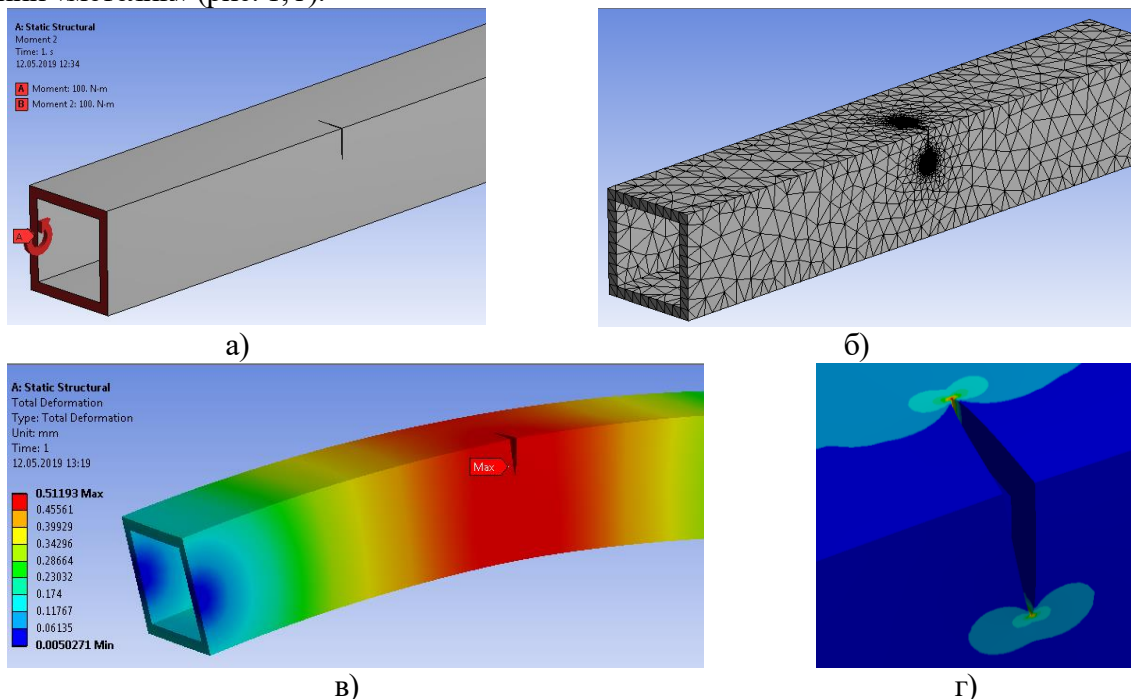 (рис. 1, г).
A: Static Structural
Moment 2
Time: 1. s
12.05.2019 12:34
A Moment: 100. N-m
B Moment 2: 100. N-m
A
а)
б)
A: Static Structural
Total Deformation
Type: Total Deformation
Unit: mm
Time: 1
12.05.2019 13:19
0.51193 Max
0.45561
0.39929
0.34296
0.28664
0.23032
0.174
0.11767
0.06135
0.0050271 Min
Max
в)
г)